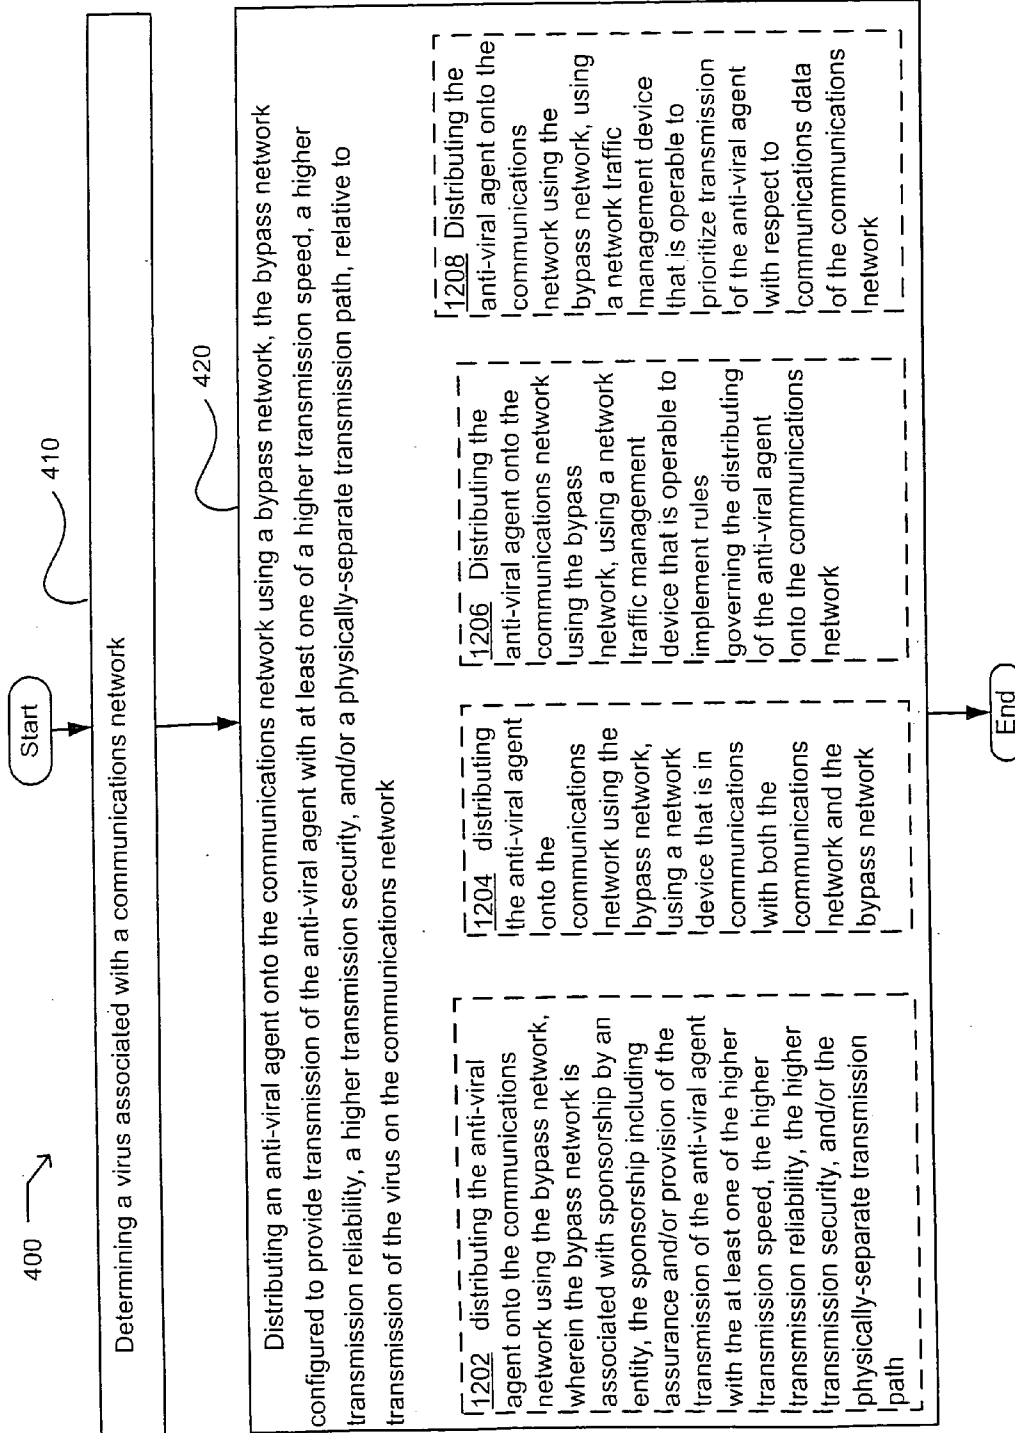 400
Start
410
Determining a virus associated with a communications network
420
Distributing an anti-viral agent onto the communications network using a bypass network, the bypass network
configured to provide transmission of the anti-viral agent with at least one of a higher transmission speed, a higher
transmission reliability, a higher transmission security, and/or a physically-separate transmission path, relative to
transmission of the virus on the communications network
1202 distributing the anti-viral
agent onto the communications
network using the bypass network,
wherein the bypass network is
associated with sponsorship by an
entity, the sponsorship including
assurance and/or provision of the
transmission of the anti-viral agent
with the at least one of the higher
transmission speed, the higher
transmission reliability, the higher
transmission security, and/or the
physically-separate transmission
path
1204 distributing
the anti-viral agent
onto the
communications
network using the
bypass network,
using a network
device that is in
communications
with both the
communications
network and the
bypass network
1206 Distributing the
anti-viral agent onto the
communications network
using the bypass
network, using a network
traffic management
device that is operable to
implement rules
governing the distributing
of the anti-viral agent
onto the communications
network
1208 Distributing the
anti-viral agent onto the
communications
network using the
bypass network, using
a network traffic
management device
that is operable to
prioritize transmission
of the anti-viral agent
with respect to
communications data
of the communications
network
End